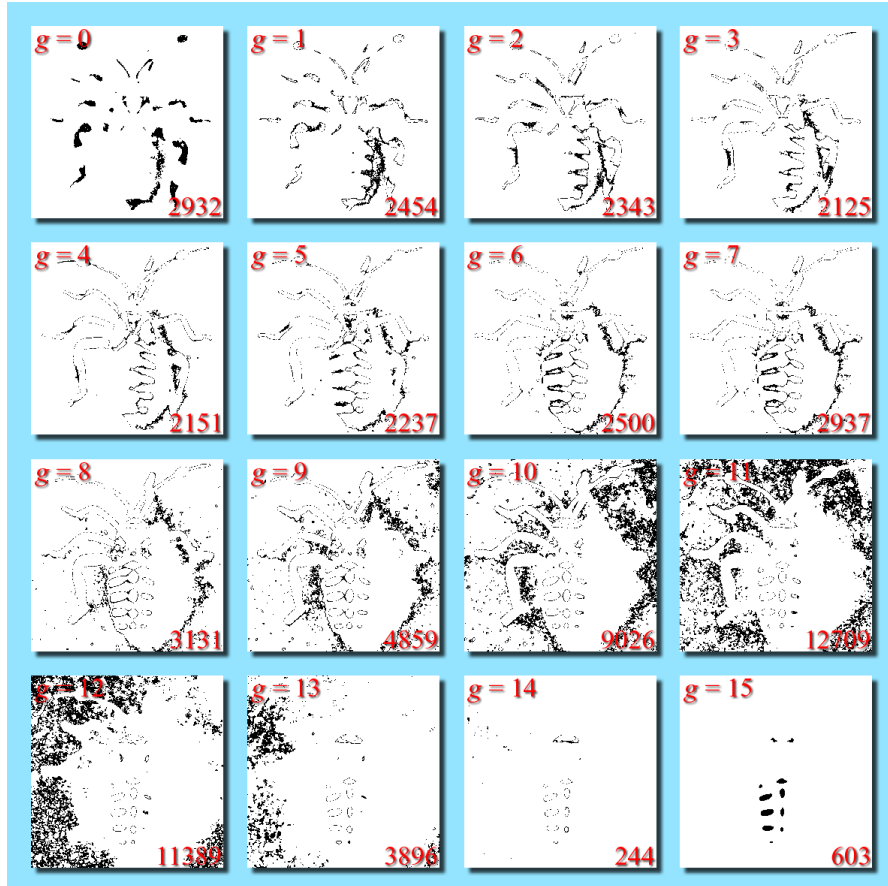 g = 0 g = 1 g = 2 g = 3
2932 2454 2343 2125
g = 4 g = 5 g = 6 g = 7
2151 2237 2500 2937
g = 8 g = 9 g = 10 g = 11
3131 4859 9026 12709
g = 12 g = 13 g = 14 g = 15
11389 3896 244 603